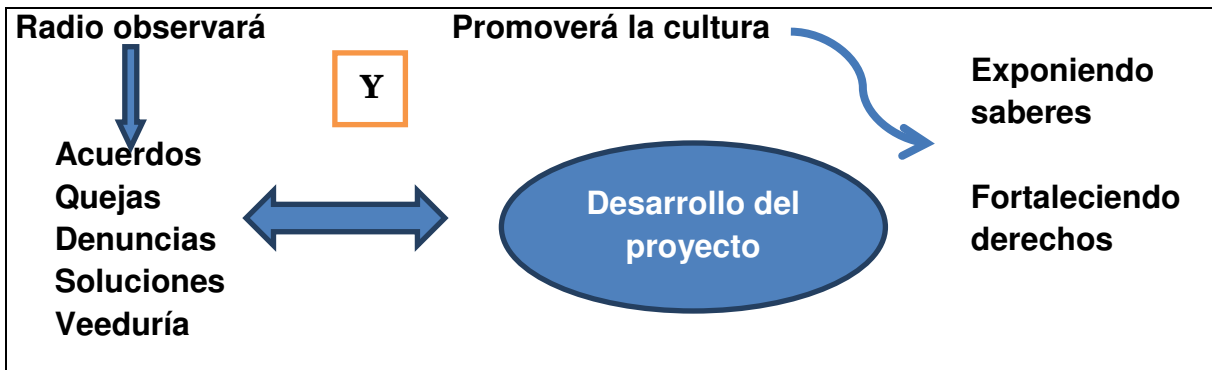 Radio observará
Promoverá la cultura
Y
Exponiendo
saberes
Acuerdos
Quejas
Denuncias
Soluciones
Veeduría
Desarrollo del
proyecto
Fortaleciendo
derechos